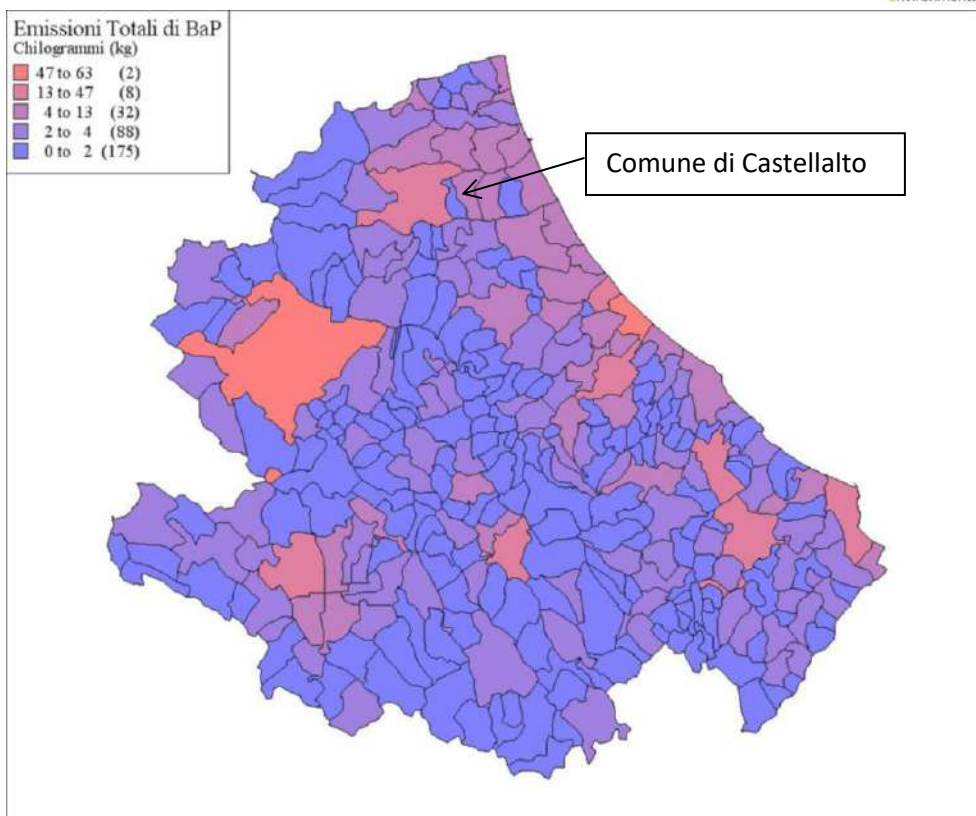 Emissioni Totali di BaP
Chilogrammi (kg)
47 to 63 (2)
13 to 47 (8)
4 to 13 (32)
2 to 4 (88)
0 to 2 (175)
Comune di Castellalto